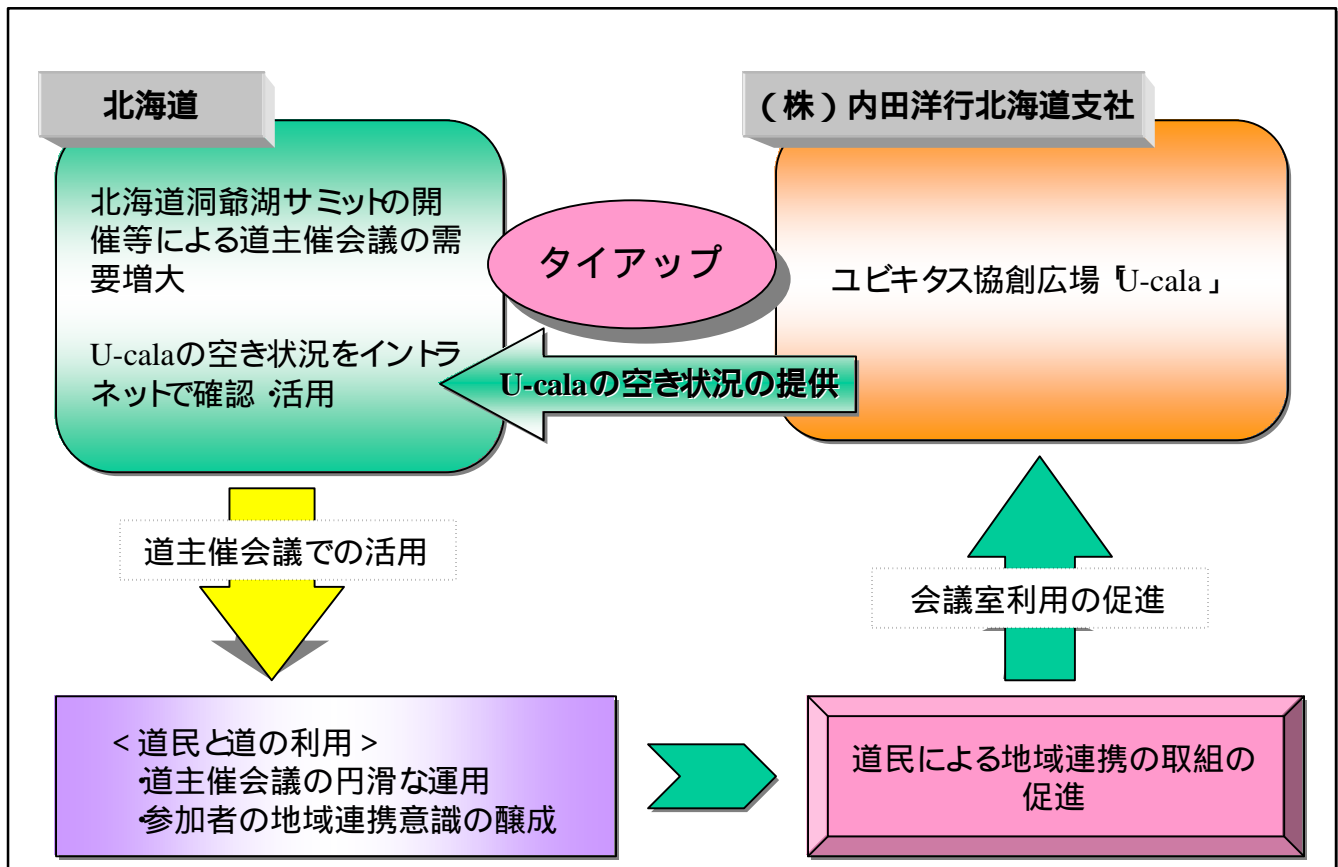 北海道
(株)内田洋行北海道支社
北海道洞爺湖サミットの開
催等による道主催会議の需
要増大
U-calaの空き状況をイントラ
ネットで確認・活用
タイアップ
ユビキタス協創広場『U-cala』
U-calaの空き状況の提供
道主催会議での活用
会議室利用の促進
<道民と道の利用>
・道主催会議の円滑な運用
・参加者の地域連携意識の醸成
道民による地域連携の取組の
促進